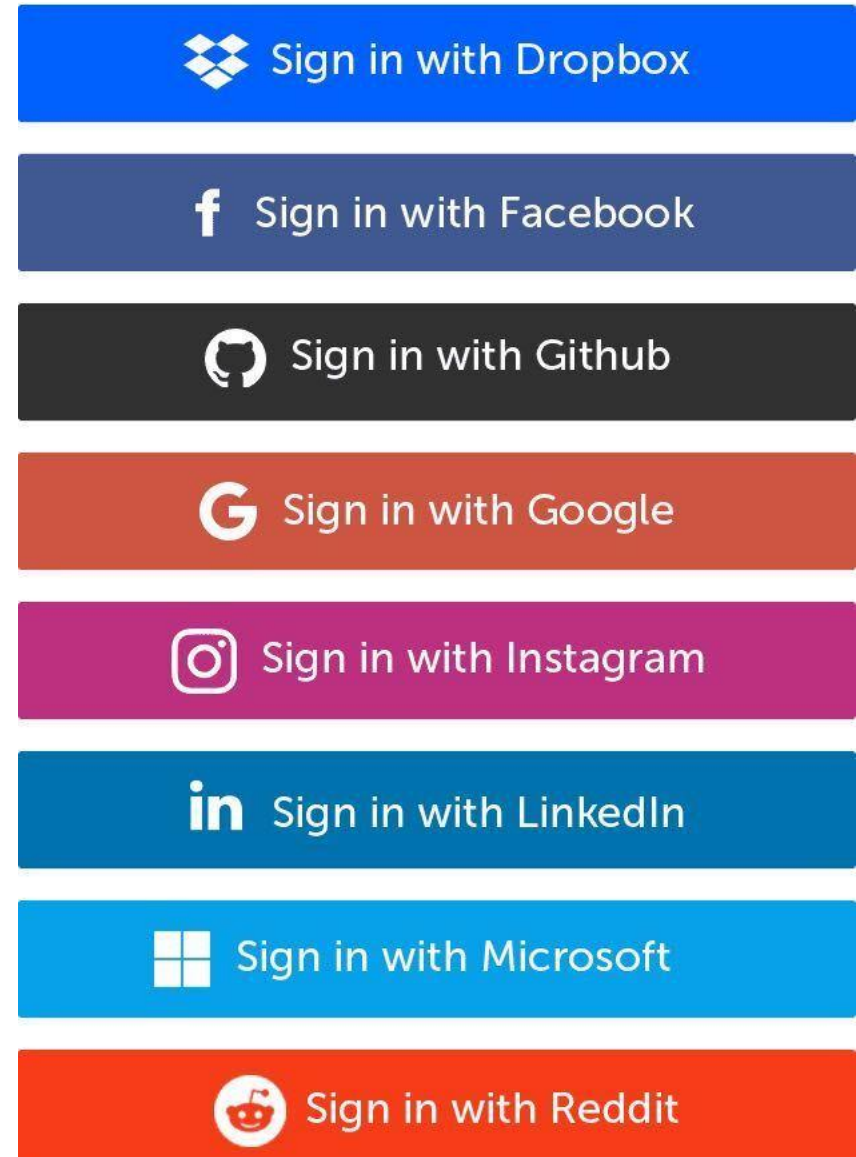 Sign in with Dropbox
f Sign in with Facebook
Sign in with Github
G Sign in with Google
Sign in with Instagram
in Sign in with LinkedIn
Sign in with Microsoft
Sign in with Reddit